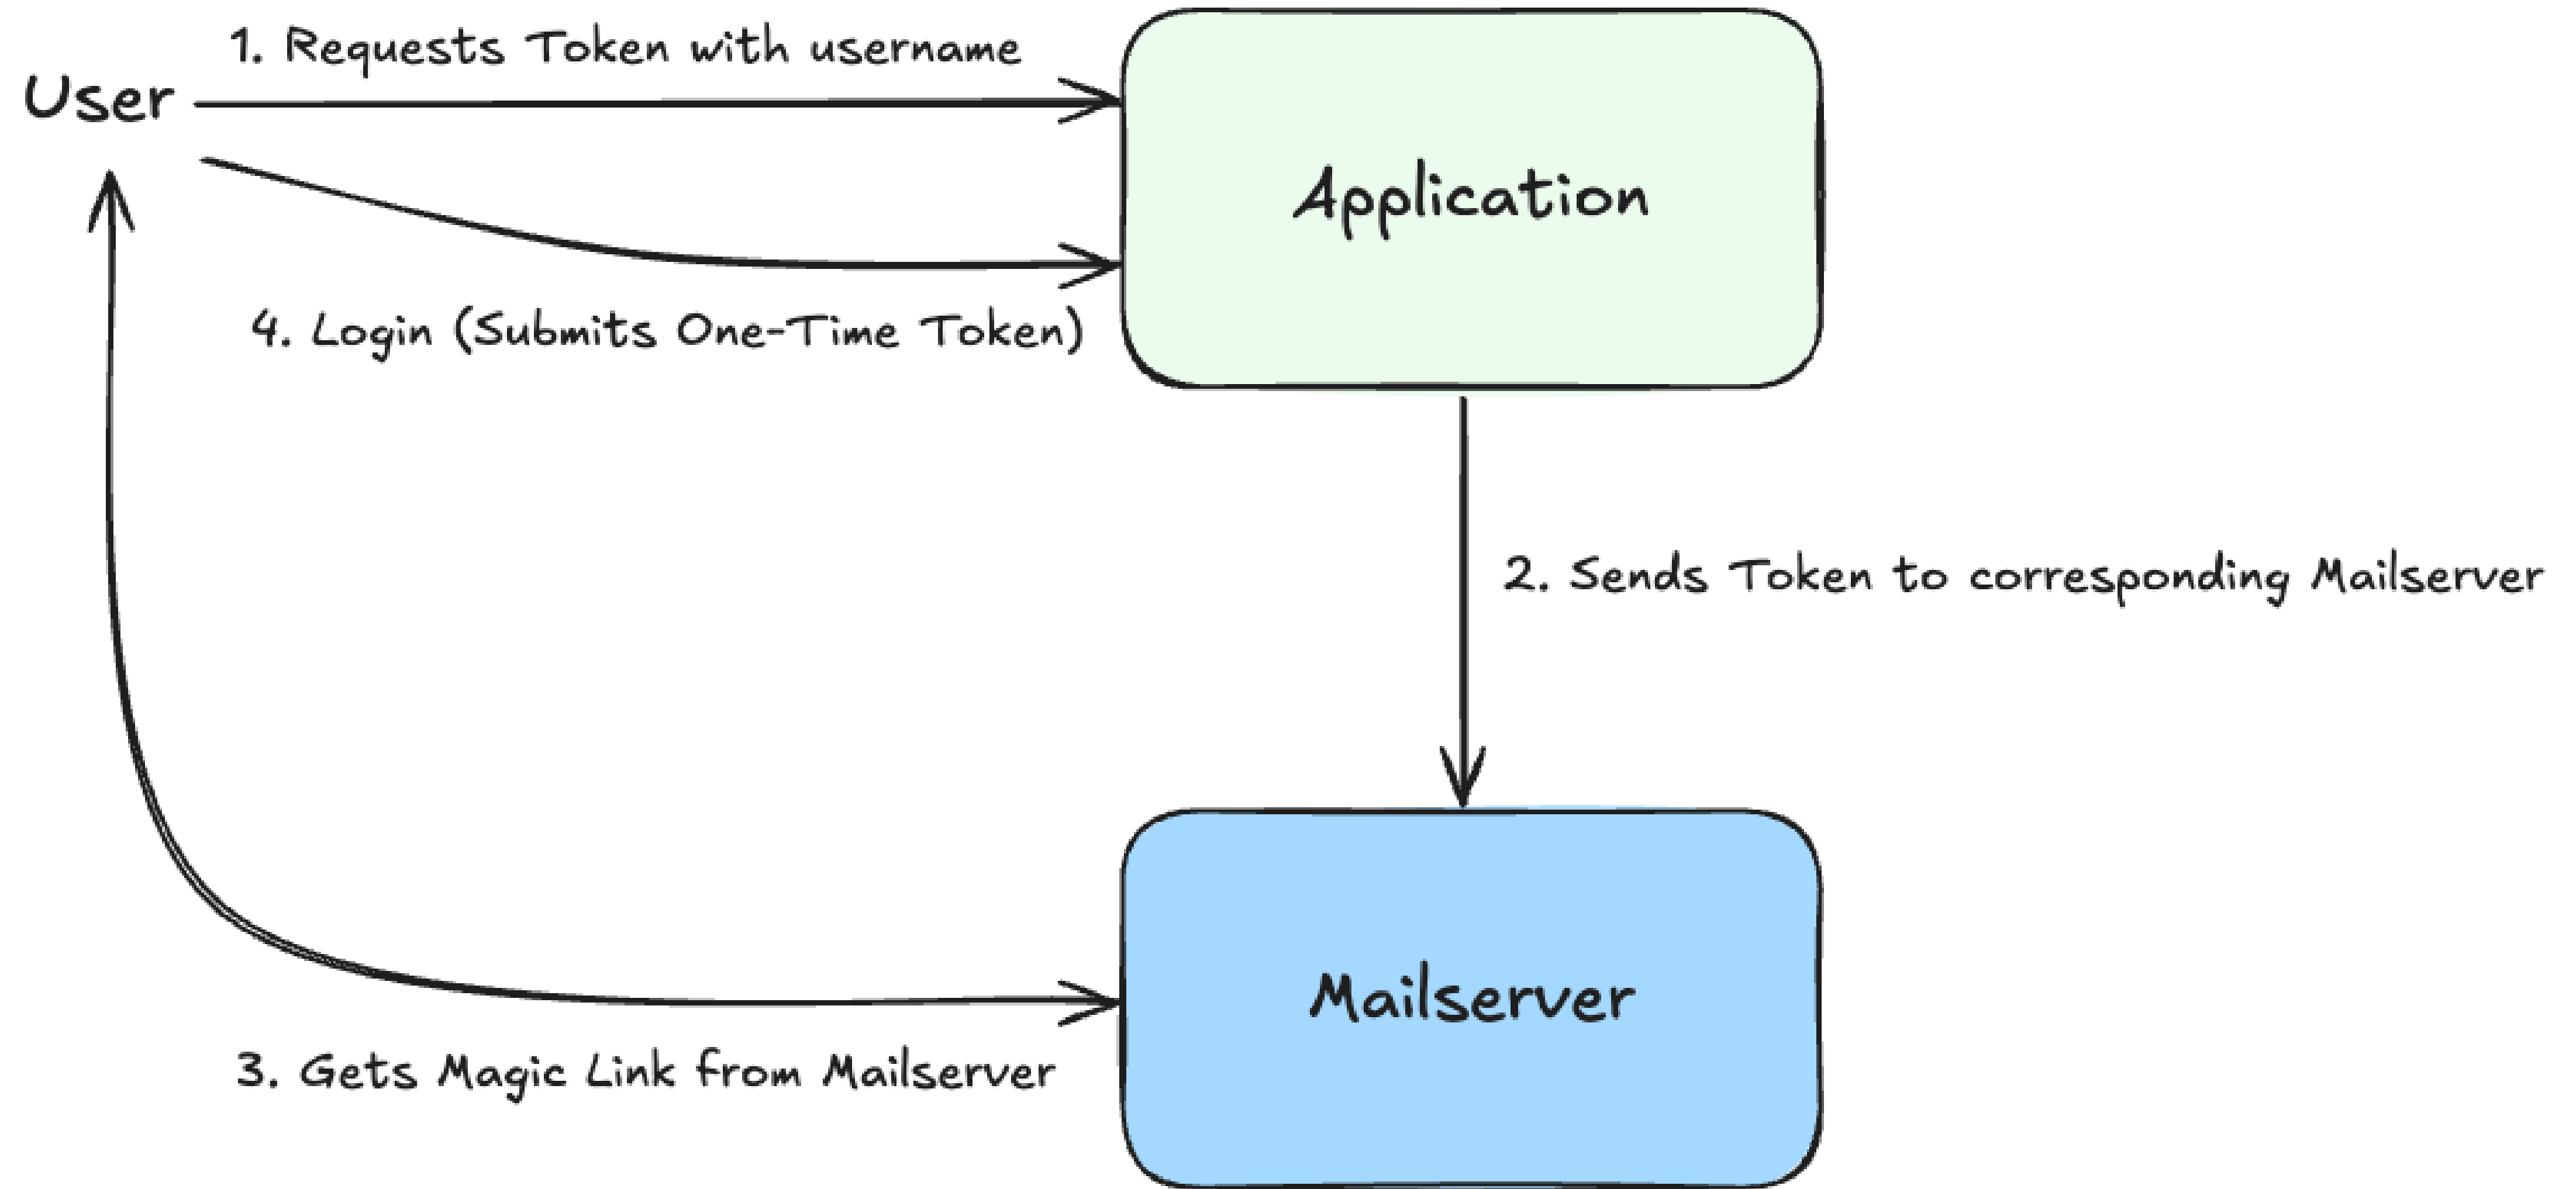 1. Requests Token with username
User
Application
4. Login (Submits One-Time Token)
2. Sends Token to corresponding Mailserver
Mailserver
3. Gets Magic Link from Mailserver